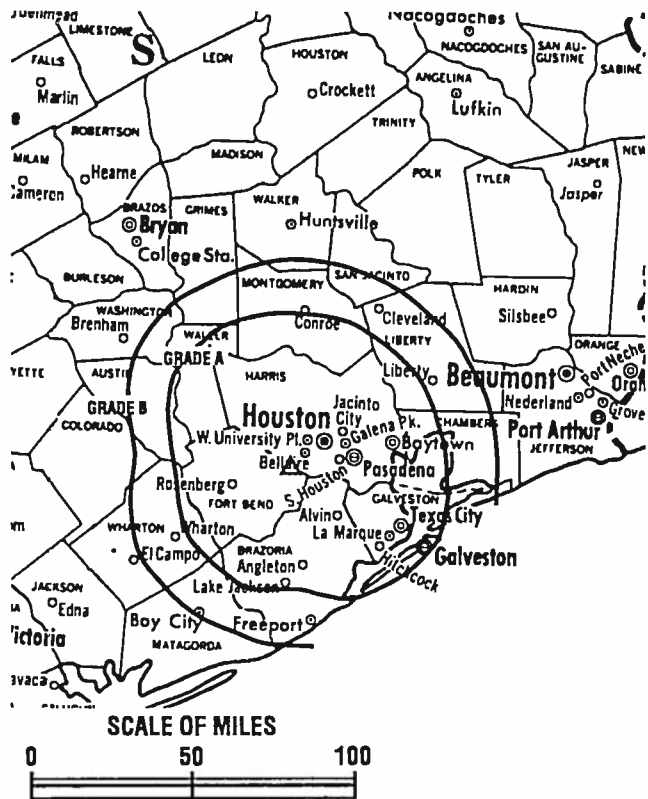 LIMESTONE
S
LEON
HOUSTON
Nacogdoches
NACOGDOCHES
SAN AU-
GUSTINE
SABINE
FALLS
Marlin
Crockett
ANGELINA
Lufkin
ROBERTSON
TRINITY
MILAM
Hearne
MADISON
POLK
TYLER
JASPER
Jasper
NEW
Cameron
BRAZOS
Bryan
College Sta.
GRIMES
WALKER
Huntsville
BURLESON
MONTGOMERY
SAN JACINTO
HARDIN
WASHINGTON
Brenham
WALLER
Conroe
Cleveland
Silsbee
LIBERTY
ORANGE
GRADE A
AUSTIN
HARRIS
Liberty
Beaumont
Nederland
GRADE B
COLORADO
Houston
Jacinto
City
Galena Pk.
W. University Pl.
Bellaire
Baytown
CHAMBERS
Port Arthur
JEFFERSON
Pasadena
S. Houston
Rosenberg
FORT BEND
GALVESTON
Texas City
Alvin
La Marque
WHARTON
Wharton
El Campo
BRAZORIA
Angleton
Hitchcock
Galveston
JACKSON
Edna
Lake Jackson
Bay City
Freeport
MATAGORDA
SCALE OF MILES
0 50 100